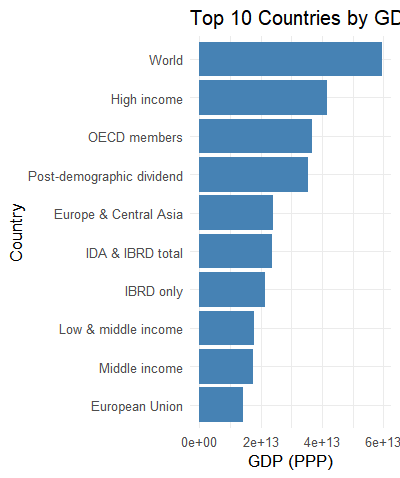 Top 10 Countries by GD
World
High income
OECD members
Post-demographic dividend
Europe & Central Asia
IDA & IBRD total
IBRD only
Low & middle income
Middle income
European Union
Country
0e+00 2e+13 4e+13 6e+13
GDP (PPP)